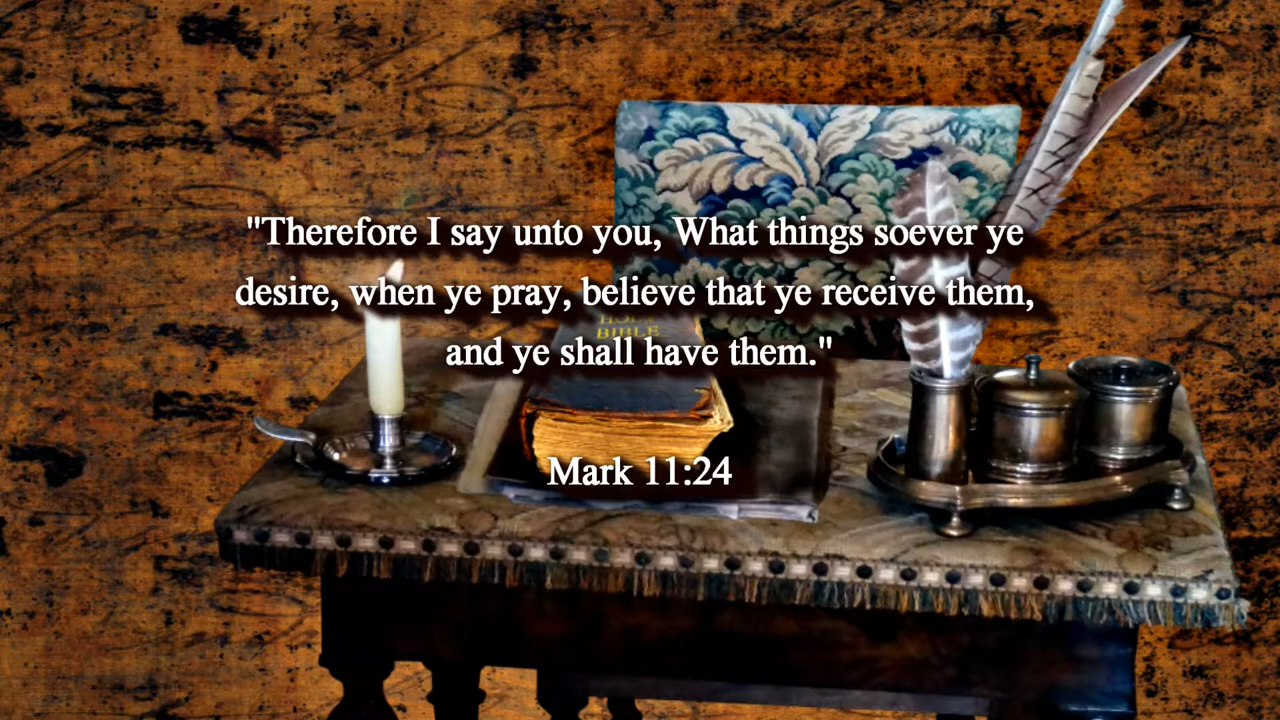 "Therefore I say unto you, What things soever ye
desire, when ye pray, believe that ye receive them,
BIBLE
and ye shall have them."
Mark 11:24